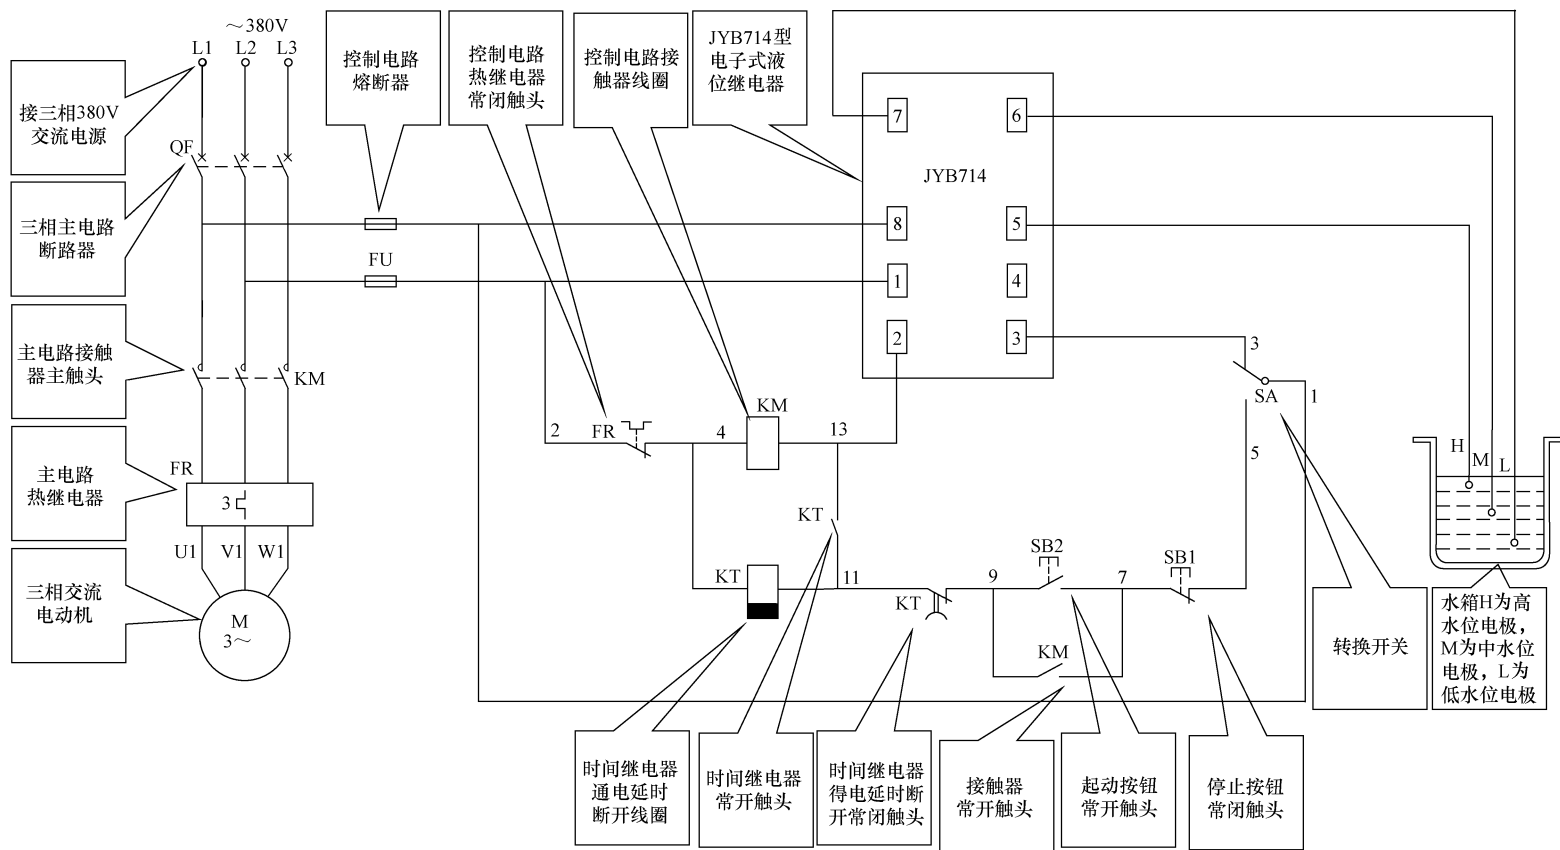 ～380V
L1
L2
L3
接三相380V
交流电源
QF
三相主电路
断路器
主电路接触
器主触头
KM
主电路
热继电器
FR
3
U1
V1
W1
三相交流
电动机
M
3～
控制电路
熔断器
FU
控制电路
热继电器
常闭触头
控制电路接
触器线圈
JYB714型
电子式液
位继电器
7
6
JYB714
8
5
1
4
2
3
2
FR
4
KM
13
3
SA
1
5
KT
KT
11
KT
9
SB2
7
SB1
KM
H
M
L
时间继电器
通电延时
断开线圈
时间继电器
常开触头
时间继电器
得电延时断
开常闭触头
接触器
常开触头
起动按钮
常开触头
停止按钮
常闭触头
转换开关
水箱H为高
水位电极，
M为中水位
电极，L为
低水位电极